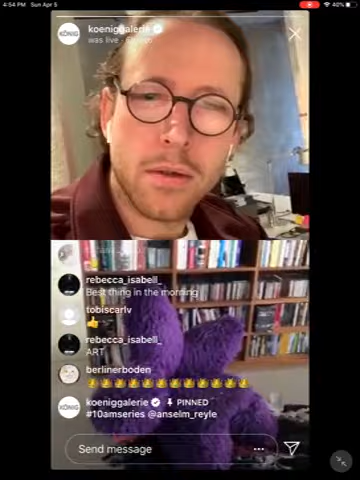 4:54 PM Sun Apr 5
40%
KÖNIG
koeniggalerie
was live
rebecca_isabell_
Best thing in the morning
tobiscarlv
rebecca_isabell_
ART
berlinerboden
KÖNIG
koeniggalerie PINNED
#10amseries @anselm_reyle
Send message